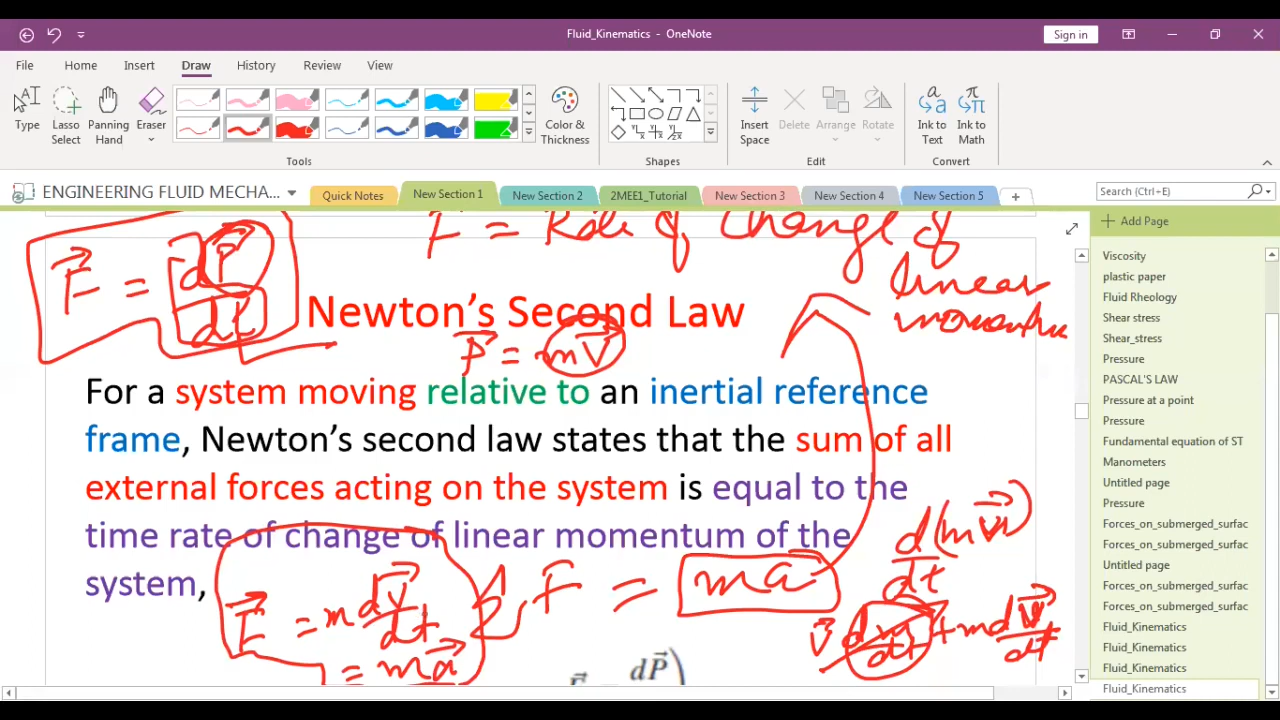 Fluid_Kinematics - OneNote
Sign in
File Home Insert Draw History Review View
Type
Lasso Select
Panning Hand
Eraser
Color & Thickness
Insert Space
Delete
Arrange
Rotate
Ink to Text
Ink to Math
Tools
Shapes
Edit
Convert
ENGINEERING FLUID MECHA...
Quick Notes
New Section 1
New Section 2
2MEE1_Tutorial
New Section 3
New Section 4
New Section 5
Search (Ctrl+E)
Add Page
F = Rate of Change of
linear
momentum
F⃗ = dP⃗/dt
Newton's Second Law
P⃗ = mV⃗
For a system moving relative to an inertial reference
frame, Newton's second law states that the sum of all
external forces acting on the system is equal to the
time rate of change of linear momentum of the
system,
d(mV⃗)/dt
F = ma⃗
F⃗ = m dV⃗/dt
V⃗ dm/dt + m dV⃗/dt
= ma⃗
dP⃗
Viscosity
plastic paper
Fluid Rheology
Shear stress
Shear_stress
Pressure
PASCAL'S LAW
Pressure at a point
Pressure
Fundamental equation of ST
Manometers
Untitled page
Pressure
Forces_on_submerged_surfac
Forces_on_submerged_surfac
Untitled page
Forces_on_submerged_surfac
Forces_on_submerged_surfac
Fluid_Kinematics
Fluid_Kinematics
Fluid_Kinematics
Fluid_Kinematics